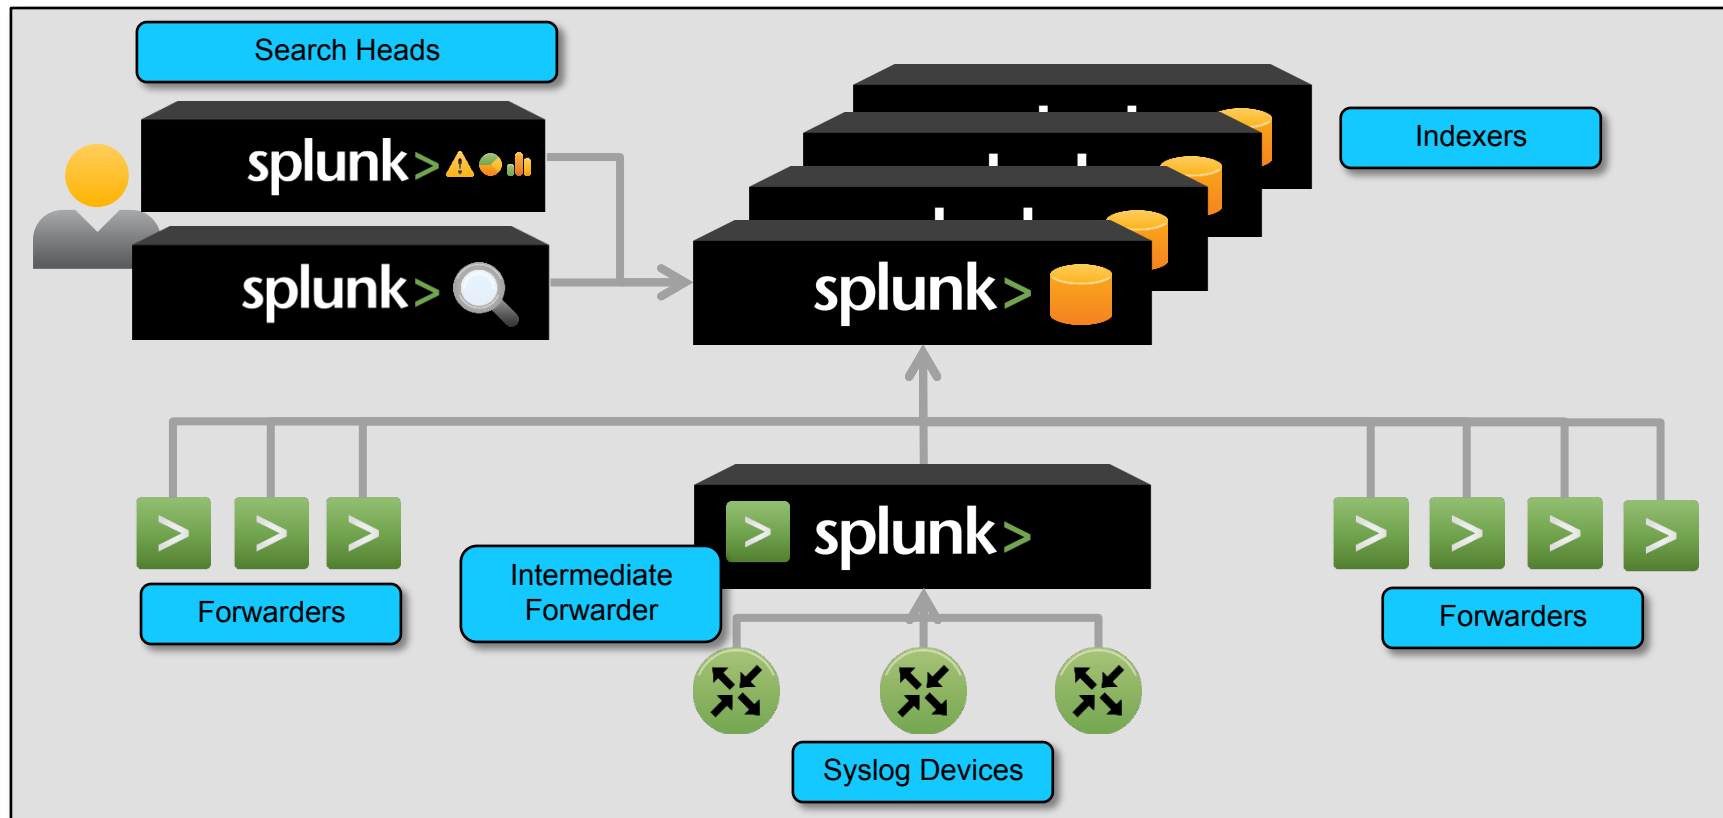 Search Heads
Indexers
splunk>
splunk>
splunk>
splunk>
Intermediate
Forwarder
Forwarders
Forwarders
Syslog Devices